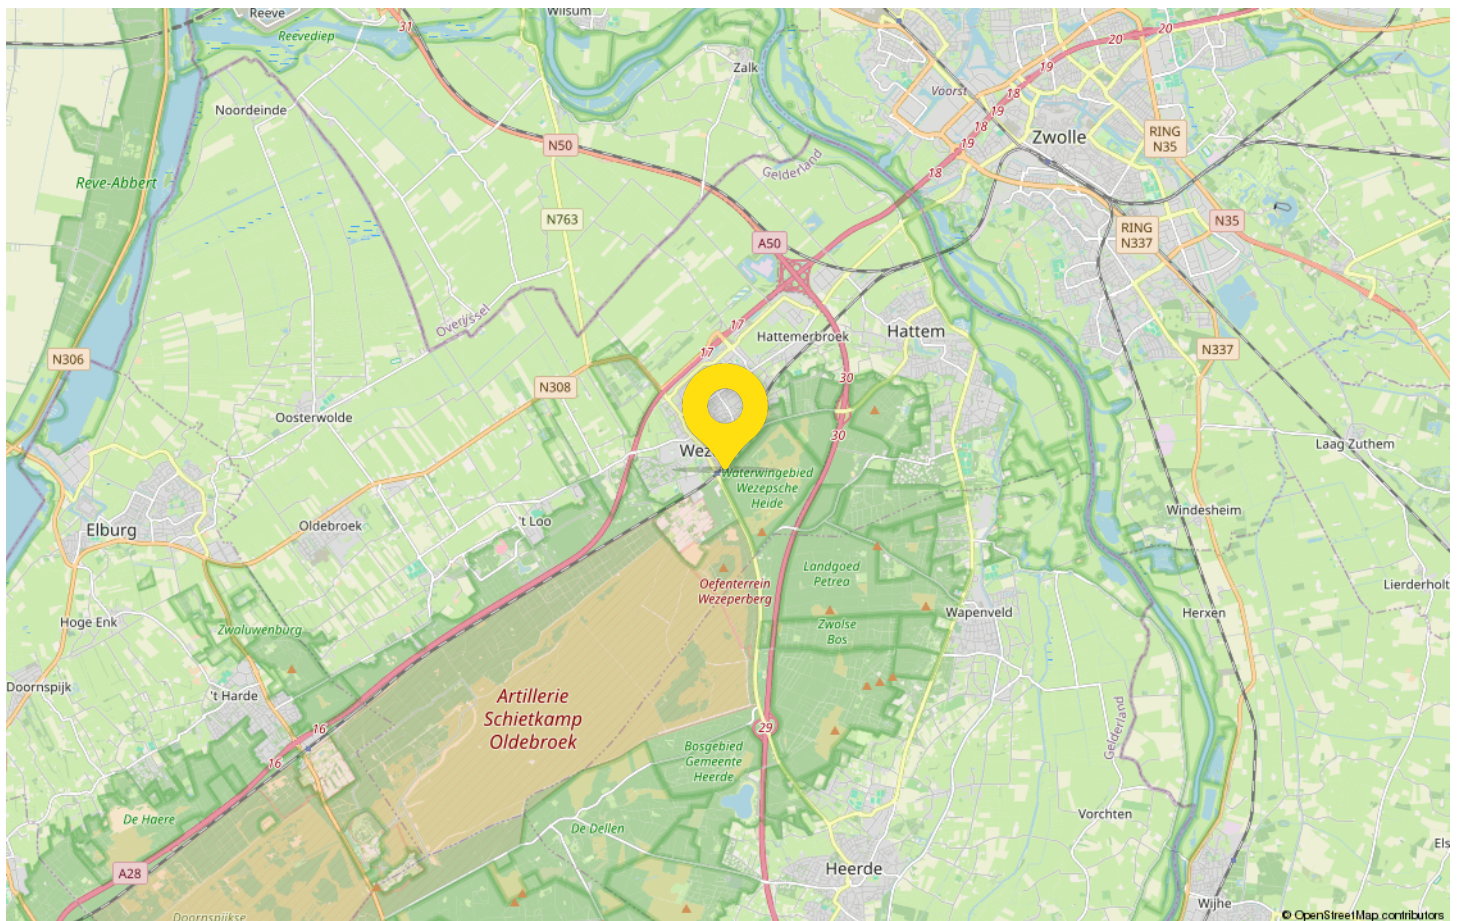 Reeve
Wilsum
31
Reevediep
20
20
Zalk
19
18
Noordeinde
Voorst
19
18
Zwolle
RING
N35
N50
19
Gelderland
18
Reve-Abbert
N763
N35
RING
N337
A50
Overijssel
17
Hattemerbroek
Hattem
N306
17
N337
N308
30
Oosterwolde
30
Laag Zuthem
Waterwingebied
Wezepsche
Heide
Elburg
Oldebroek
't Loo
Windesheim
Landgoed
Petrea
Oefenterrein
Wezeperberg
Lierderholt
Hoge Enk
Zwaluwenburg
Zwolse
Bos
Wapenveld
Herxen
Doornspijk
't Harde
Artillerie
Schietkamp
Oldebroek
16
29
Gelderland
16
Bosgebied
Gemeente
Heerde
De Haere
De Dellen
Vorchten
Els
A28
Heerde
Wijhe
Doornspijkse
© OpenStreetMap contributors